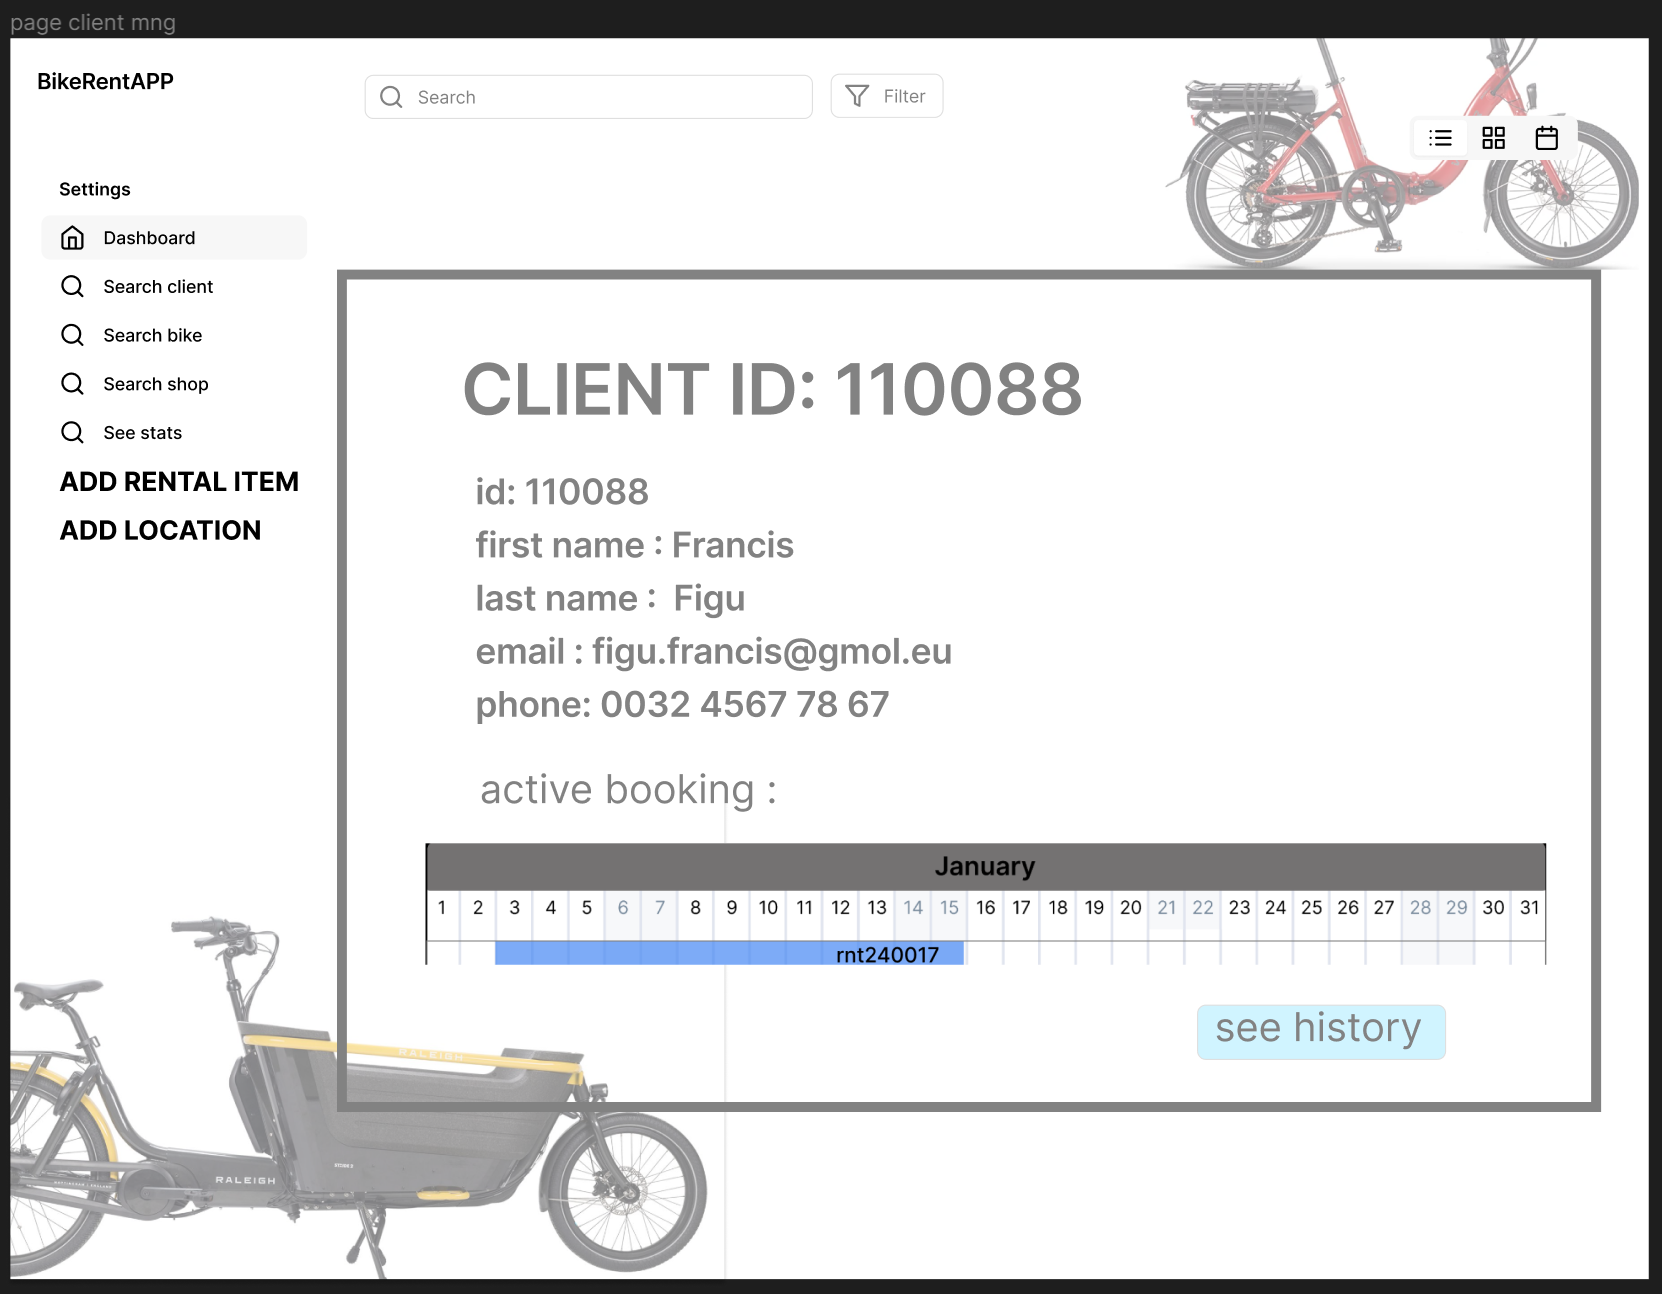 page client mng
BikeRentAPP
Search
Filter
Settings
Dashboard
Search client
Search bike
Search shop
See stats
ADD RENTAL ITEM
ADD LOCATION
CLIENT ID: 110088
id: 110088
first name : Francis
last name :  Figu
email : figu.francis@gmol.eu
phone: 0032 4567 78 67
active booking :
January
1 2 3 4 5 6 7 8 9 10 11 12 13 14 15 16 17 18 19 20 21 22 23 24 25 26 27 28 29 30 31
rnt240017
see history
RALEIGH
RALEIGH